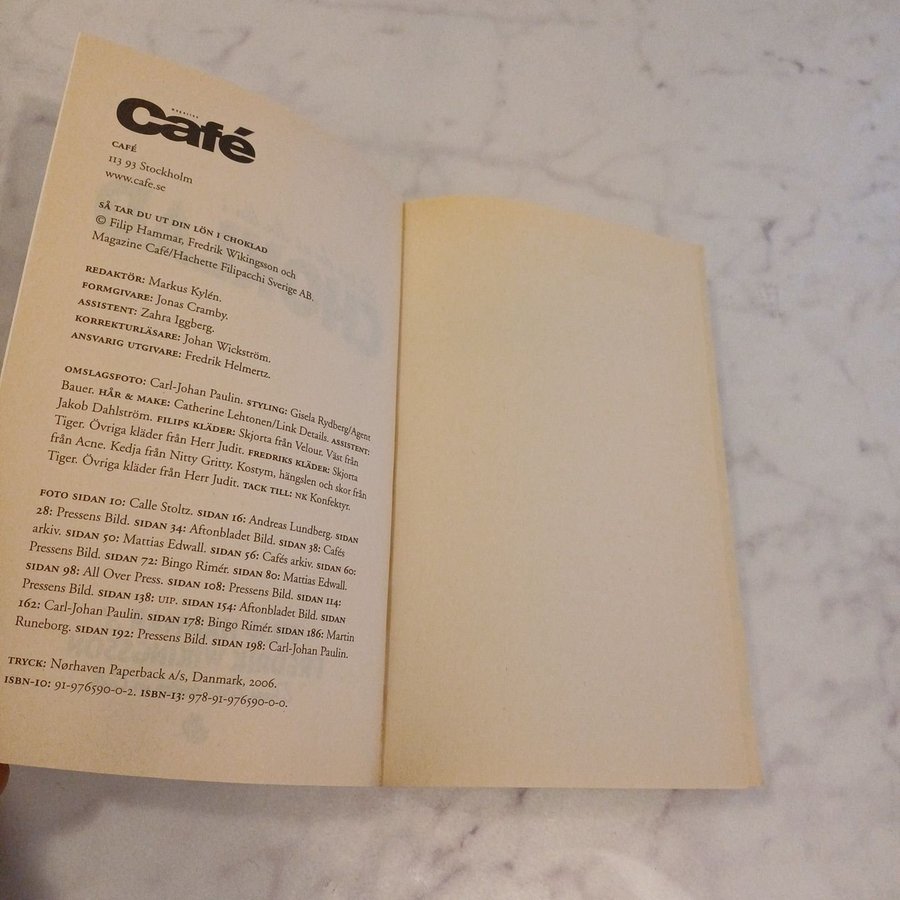 MAGAZINE
Café
CAFÉ
113 93 Stockholm
www.cafe.se
SÅ TAR DU UT DIN LÖN I CHOKLAD
© Filip Hammar, Fredrik Wikingsson och
Magazine Café/Hachette Filipacchi Sverige AB.
REDAKTÖR: Markus Kylén.
FORMGIVARE: Jonas Cramby.
ASSISTENT: Zahra Iggberg.
KORREKTURLÄSARE: Johan Wickström.
ANSVARIG UTGIVARE: Fredrik Helmertz.
OMSLAGSFOTO: Carl-Johan Paulin. STYLING: Gisela Rydberg/Agent
Bauer. HÅR & MAKE: Catherine Lehtonen/Link Details. ASSISTENT:
Jakob Dahlström. FILIPS KLÄDER: Skjorta från Velour. Väst från
Tiger. Övriga kläder från Herr Judit. FREDRIKS KLÄDER: Skjorta
från Acne. Kedja från Nitty Gritty. Kostym, hängslen och skor från
Tiger. Övriga kläder från Herr Judit. TACK TILL: NK Konfektyr.
FOTO SIDAN 10: Calle Stoltz. SIDAN 16: Andreas Lundberg. SIDAN
28: Pressens Bild. SIDAN 34: Aftonbladet Bild. SIDAN 38: Cafés
arkiv. SIDAN 50: Mattias Edwall. SIDAN 56: Cafés arkiv. SIDAN 60:
Pressens Bild. SIDAN 72: Bingo Rimér. SIDAN 80: Mattias Edwall.
SIDAN 98: All Over Press. SIDAN 108: Pressens Bild. SIDAN 114:
Pressens Bild. SIDAN 138: UIP. SIDAN 154: Aftonbladet Bild. SIDAN
162: Carl-Johan Paulin. SIDAN 178: Bingo Rimér. SIDAN 186: Martin
Runeborg. SIDAN 192: Pressens Bild. SIDAN 198: Carl-Johan Paulin.
TRYCK: Nørhaven Paperback A/S, Danmark, 2006.
ISBN-10: 91-976590-0-2. ISBN-13: 978-91-976590-0-0.